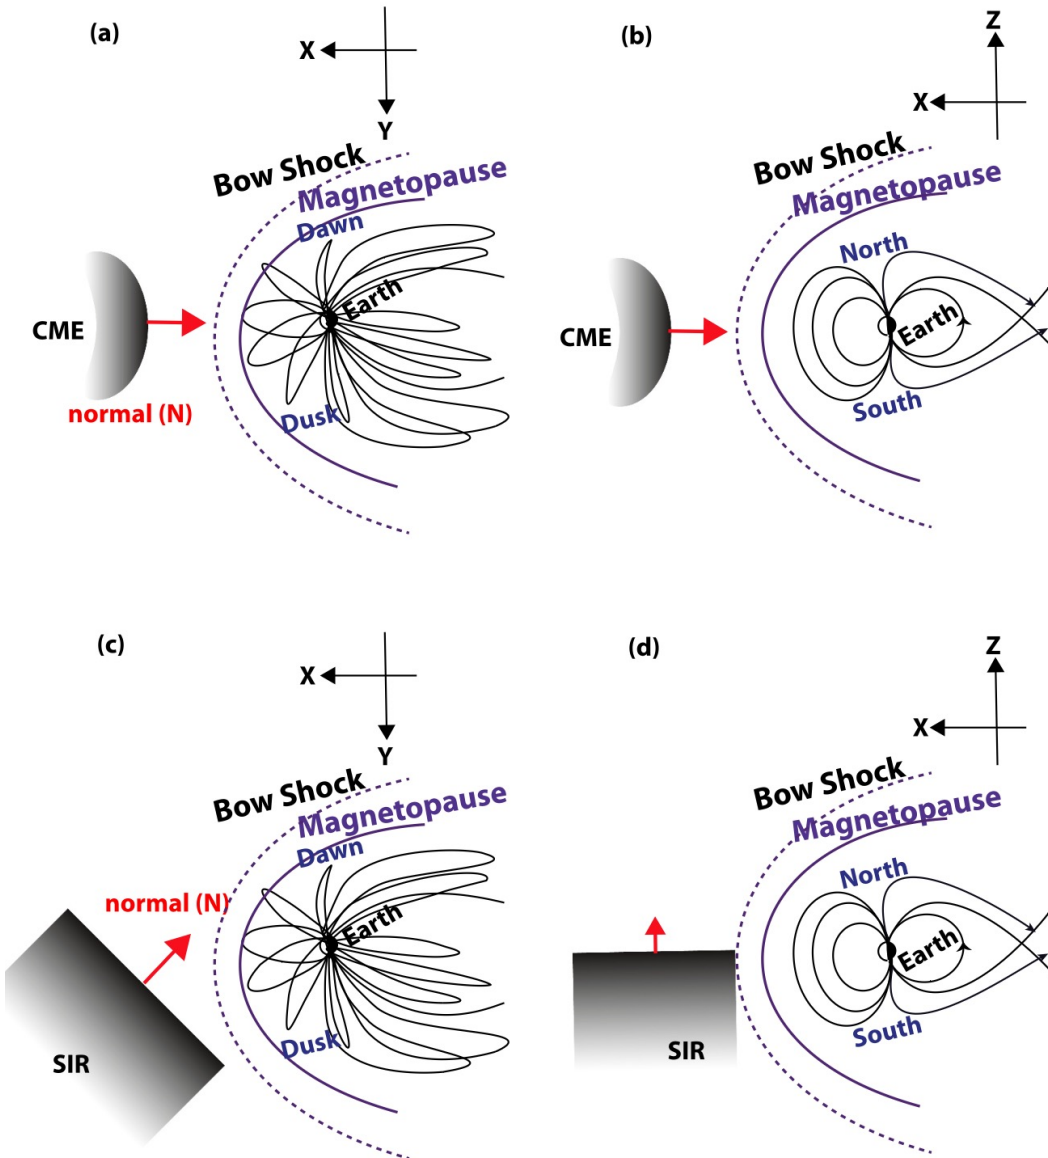 (a)
X
Y
Bow Shock
Magnetopause
Dawn
Earth
CME
normal (N)
Dusk
(b)
Z
X
Bow Shock
Magnetopause
North
CME
Earth
South
(c)
X
Y
Bow Shock
Magnetopause
Dawn
normal (N)
Earth
Dusk
SIR
(d)
Z
X
Bow Shock
Magnetopause
North
Earth
South
SIR